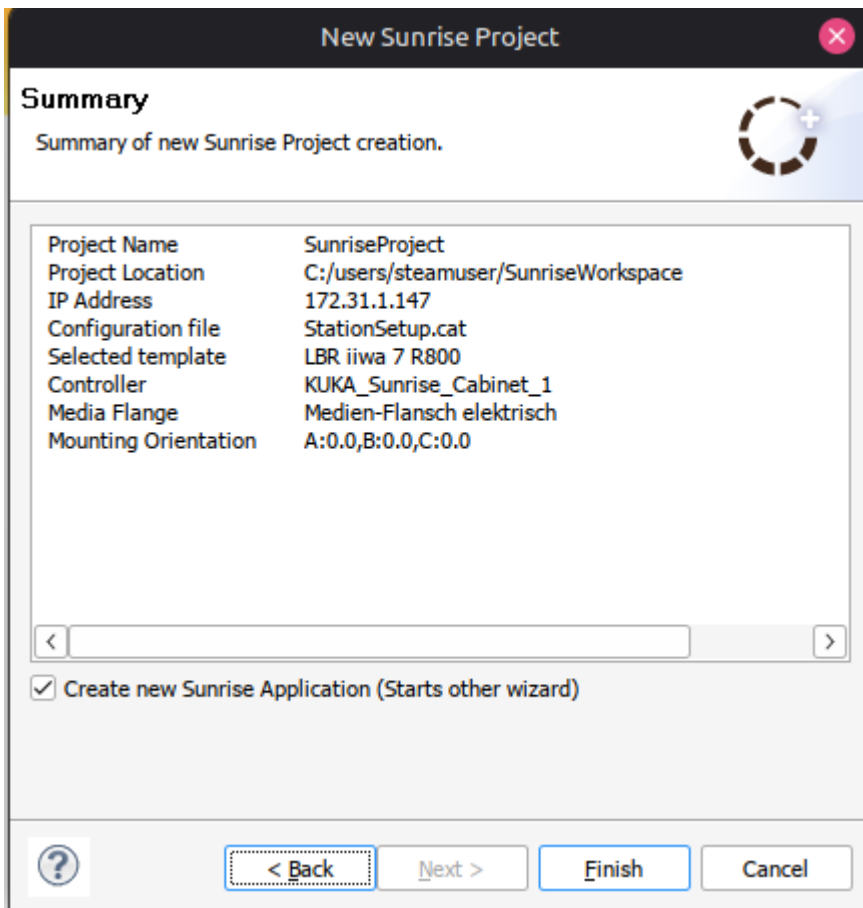 New Sunrise Project
Summary
Summary of new Sunrise Project creation.
Project Name SunriseProject
Project Location C:/users/steamuser/SunriseWorkspace
IP Address 172.31.1.147
Configuration file StationSetup.cat
Selected template LBR iiwa 7 R800
Controller KUKA_Sunrise_Cabinet_1
Media Flange Medien-Flansch elektrisch
Mounting Orientation A:0.0,B:0.0,C:0.0
Create new Sunrise Application (Starts other wizard)
? < Back Next > Finish Cancel